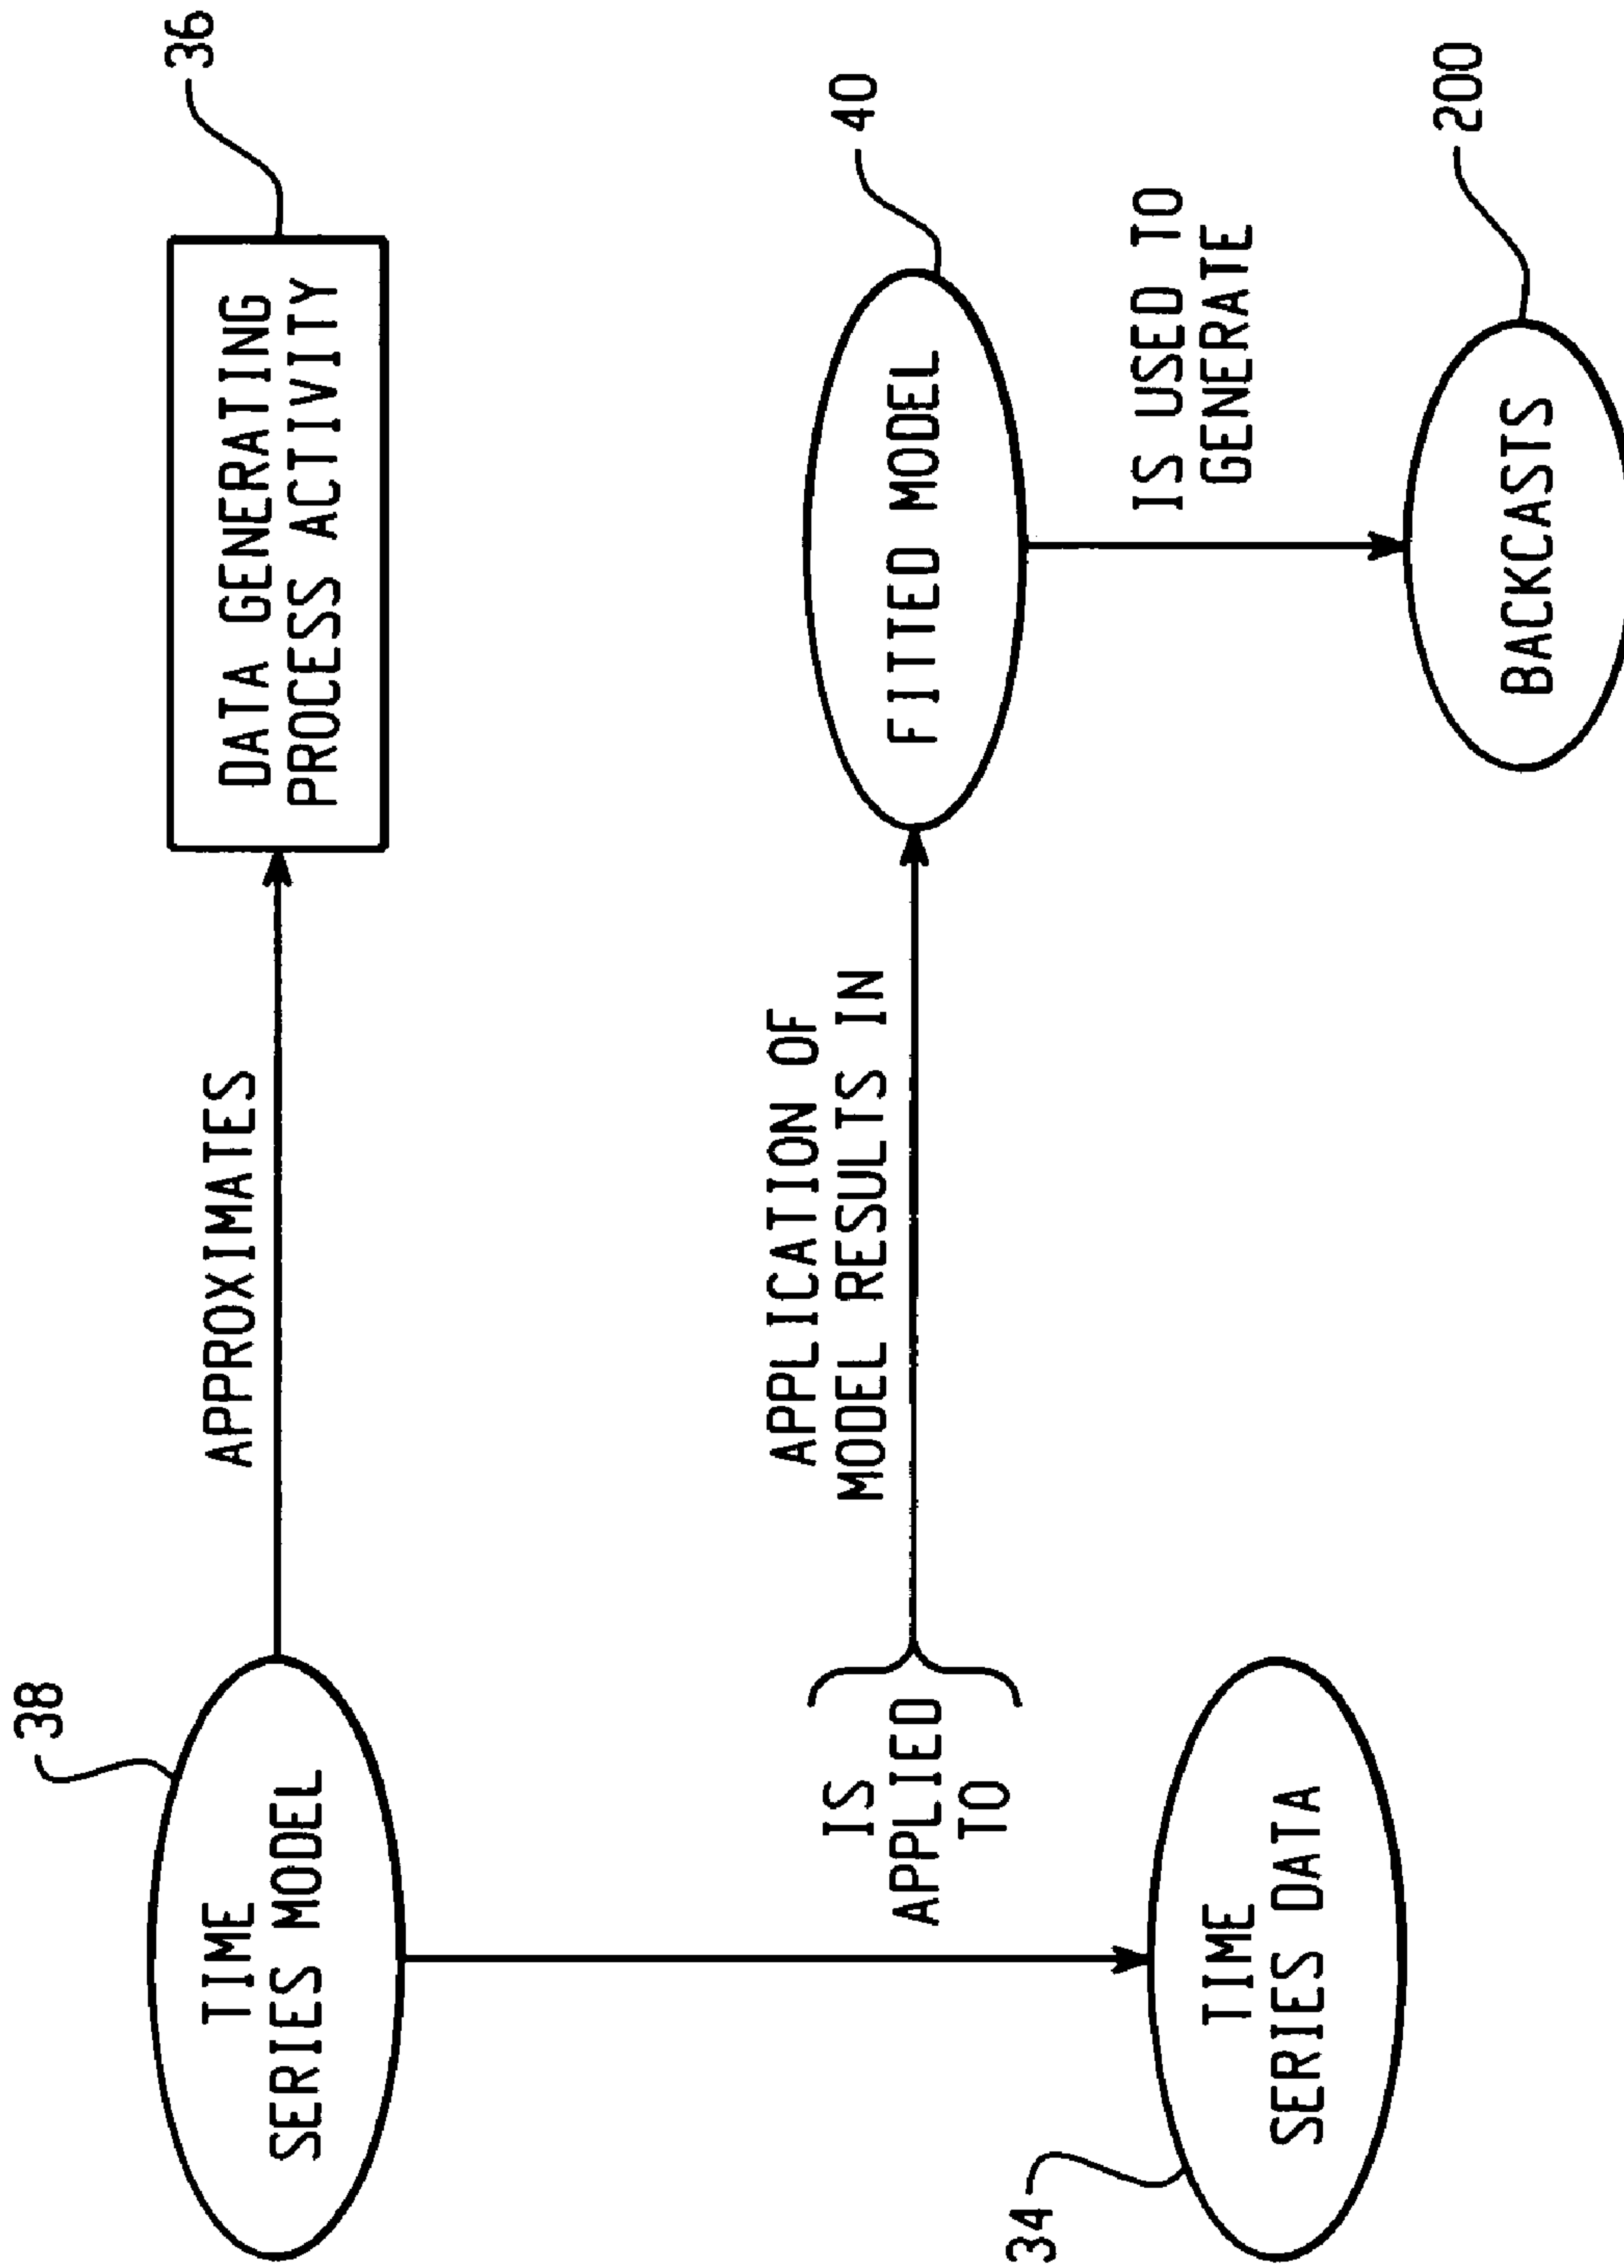 38
TIME
SERIES MODEL
APPROXIMATES
DATA GENERATING
PROCESS ACTIVITY
36
IS
APPLIED
TO
APPLICATION OF
MODEL RESULTS IN
FITTED MODEL
40
IS USED TO
GENERATE
34
TIME
SERIES DATA
BACKCASTS
200